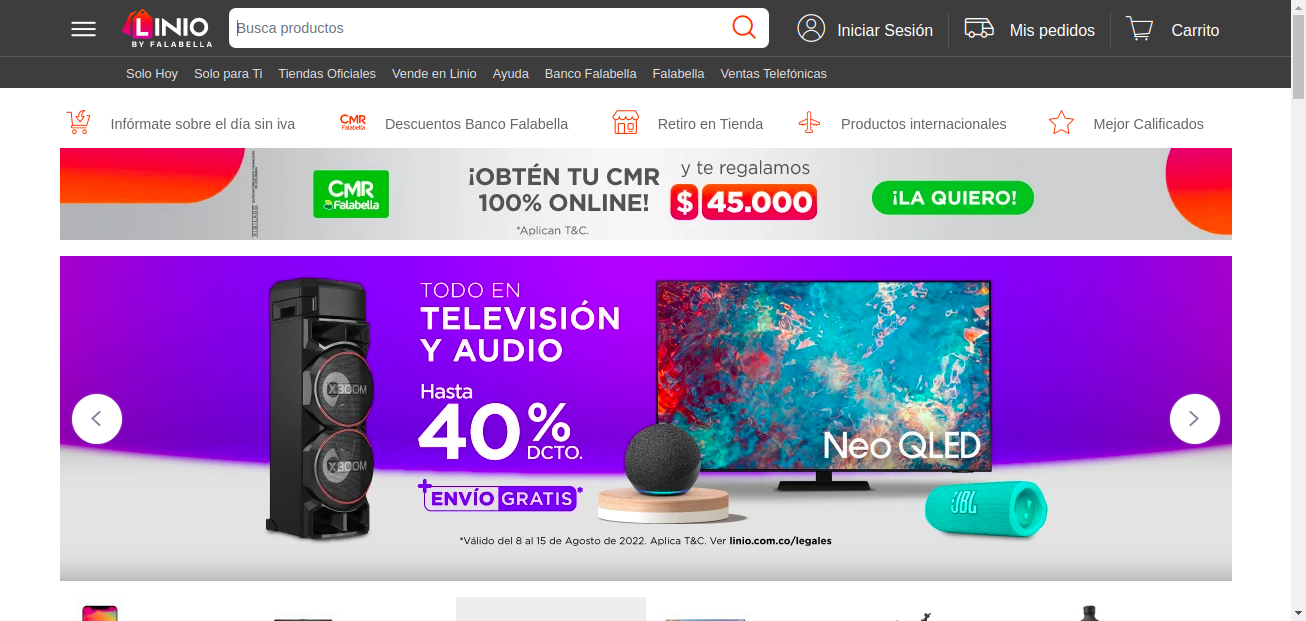 LINIO
BY FALABELLA
Busca productos
Iniciar Sesión
Mis pedidos
Carrito
Solo Hoy
Solo para Ti
Tiendas Oficiales
Vende en Linio
Ayuda
Banco Falabella
Falabella
Ventas Telefónicas
CMR
Falabella
Infórmate sobre el día sin iva
Descuentos Banco Falabella
Retiro en Tienda
Productos internacionales
Mejor Calificados
VIGILADO
CMR
Falabella
¡OBTÉN TU CMR
100% ONLINE!
*Aplican T&C.
y te regalamos
$ 45.000
¡LA QUIERO!
TODO EN
TELEVISIÓN
Y AUDIO
Hasta
40% DCTO.
+ENVÍO GRATIS*
XBOOM
XBOOM
Neo QLED
JBL
*Válido del 8 al 15 de Agosto de 2022. Aplica T&C. Ver linio.com.co/legales